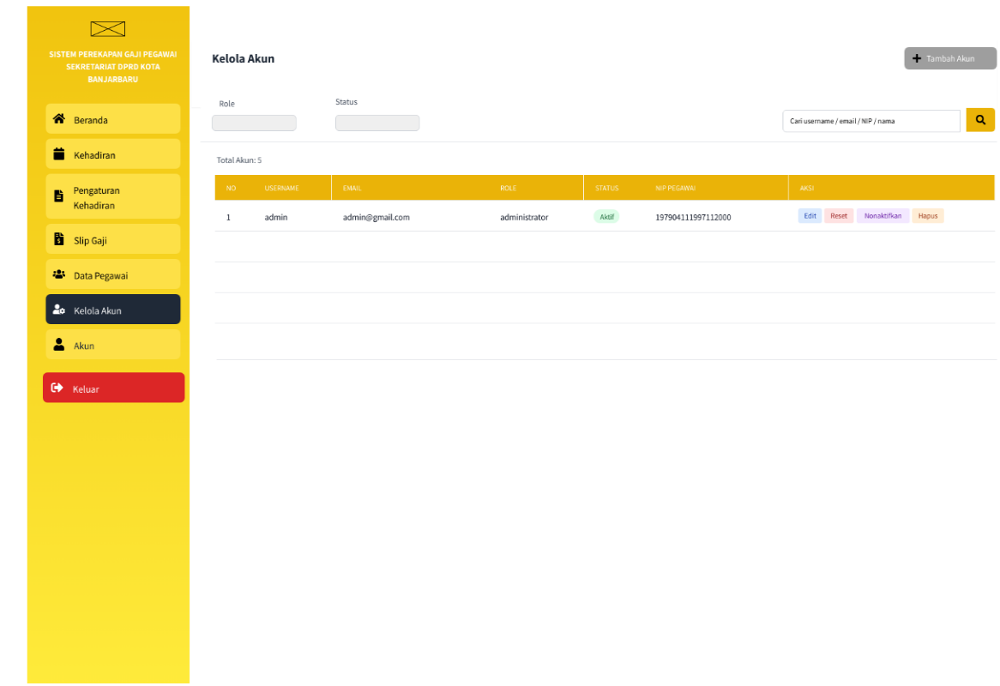 SISTEM PEREKAPAN GAJI PEGAWAI
SEKRETARIAT DPRD KOTA
BANJARBARU
Beranda
Kehadiran
Pengaturan
Kehadiran
Slip Gaji
Data Pegawai
Kelola Akun
Akun
Keluar
Kelola Akun
Tambah Akun
Role
Status
Cari username / email / NIP / nama
Total Akun: 5
NO USERNAME EMAIL ROLE STATUS NIP PEGAWAI AKSI
1 admin admin@gmail.com administrator Aktif 197904111997112000 Edit Reset Nonaktifkan Hapus